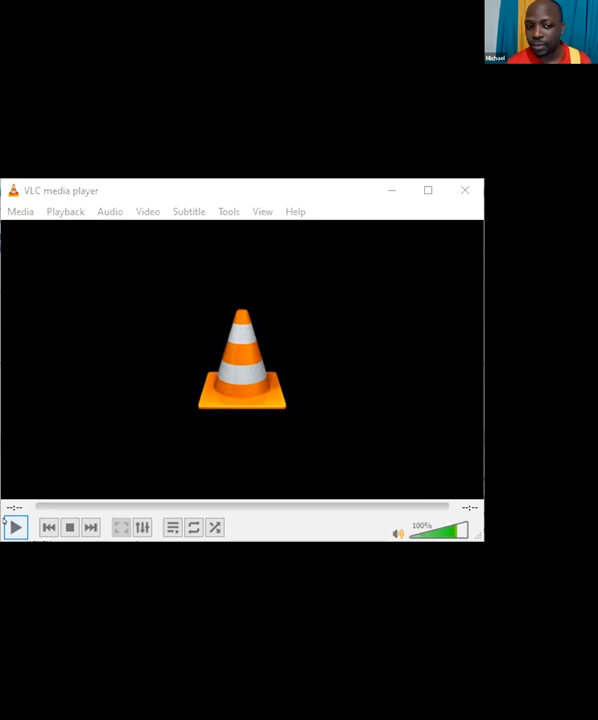 Michael
VLC media player
Media Playback Audio Video Subtitle Tools View Help
--:-- --:--
100%